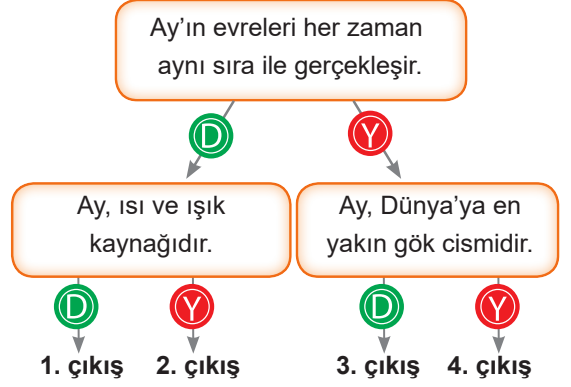 Ay’ın evreleri her zaman
aynı sıra ile gerçekleşir.
D Y
Ay, ısı ve ışık
kaynağıdır.
Ay, Dünya’ya en
yakın gök cismidir.
D Y D Y
1. çıkış 2. çıkış 3. çıkış 4. çıkış